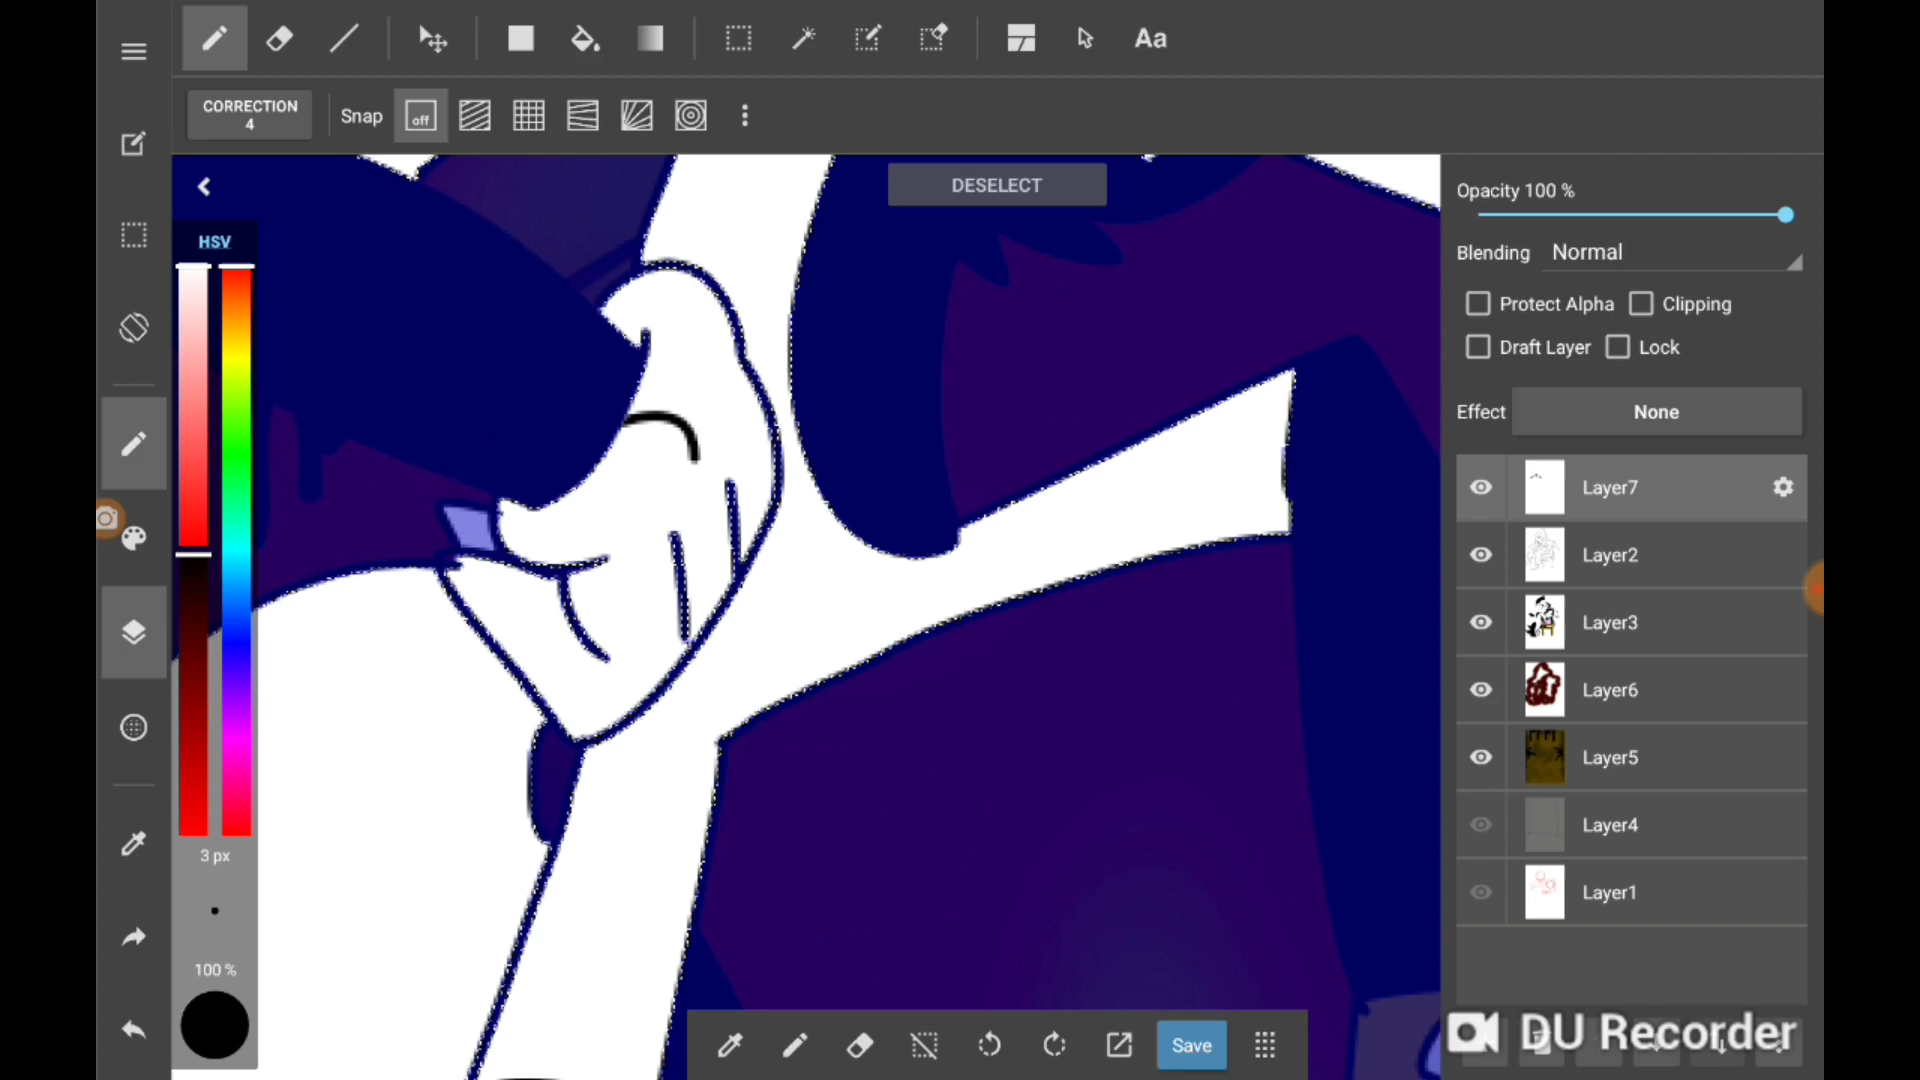 Aa
CORRECTION
4
Snap
off
DESELECT
HSV
3 px
100 %
Opacity 100 %
Blending Normal
Protect Alpha Clipping
Draft Layer Lock
Effect None
Layer7
Layer2
Layer3
Layer6
Layer5
Layer4
Layer1
Save
DU Recorder